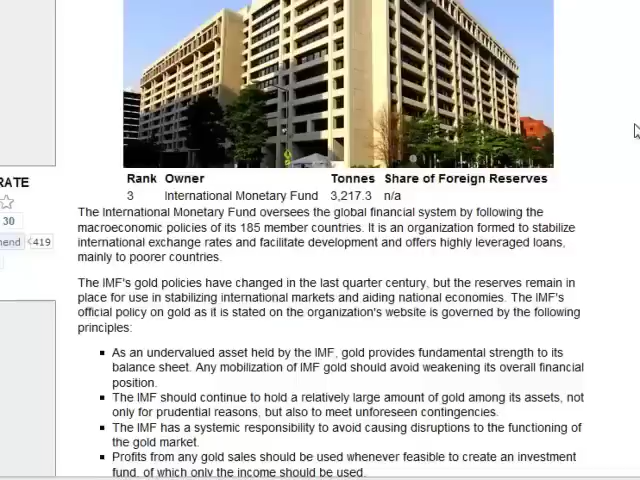 Rank Owner Tonnes Share of Foreign Reserves
3 International Monetary Fund 3,217.3 n/a
The International Monetary Fund oversees the global financial system by following the
macroeconomic policies of its 185 member countries. It is an organization formed to stabilize
international exchange rates and facilitate development and offers highly leveraged loans,
mainly to poorer countries.
The IMF's gold policies have changed in the last quarter century, but the reserves remain in
place for use in stabilizing international markets and aiding national economies. The IMF's
official policy on gold as it is stated on the organization's website is governed by the following
principles:
As an undervalued asset held by the IMF, gold provides fundamental strength to its
balance sheet. Any mobilization of IMF gold should avoid weakening its overall financial
position.
The IMF should continue to hold a relatively large amount of gold among its assets, not
only for prudential reasons, but also to meet unforeseen contingencies.
The IMF has a systemic responsibility to avoid causing disruptions to the functioning of
the gold market.
Profits from any gold sales should be used whenever feasible to create an investment
fund, of which only the income should be used.
RATE
30
mend 419